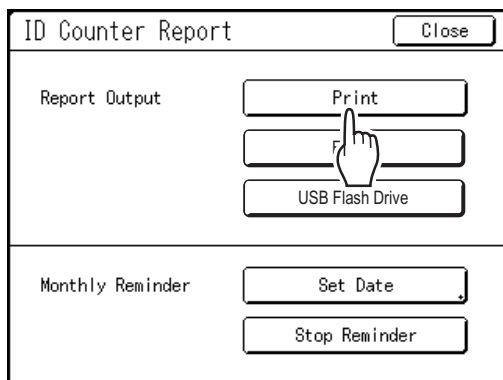 ID Counter Report
Close
Report Output
Print
USB Flash Drive
Monthly Reminder
Set Date
Stop Reminder